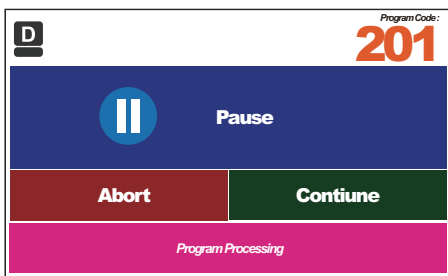 D
Program Code :
201
Pause
Abort
Contiune
Program Processing